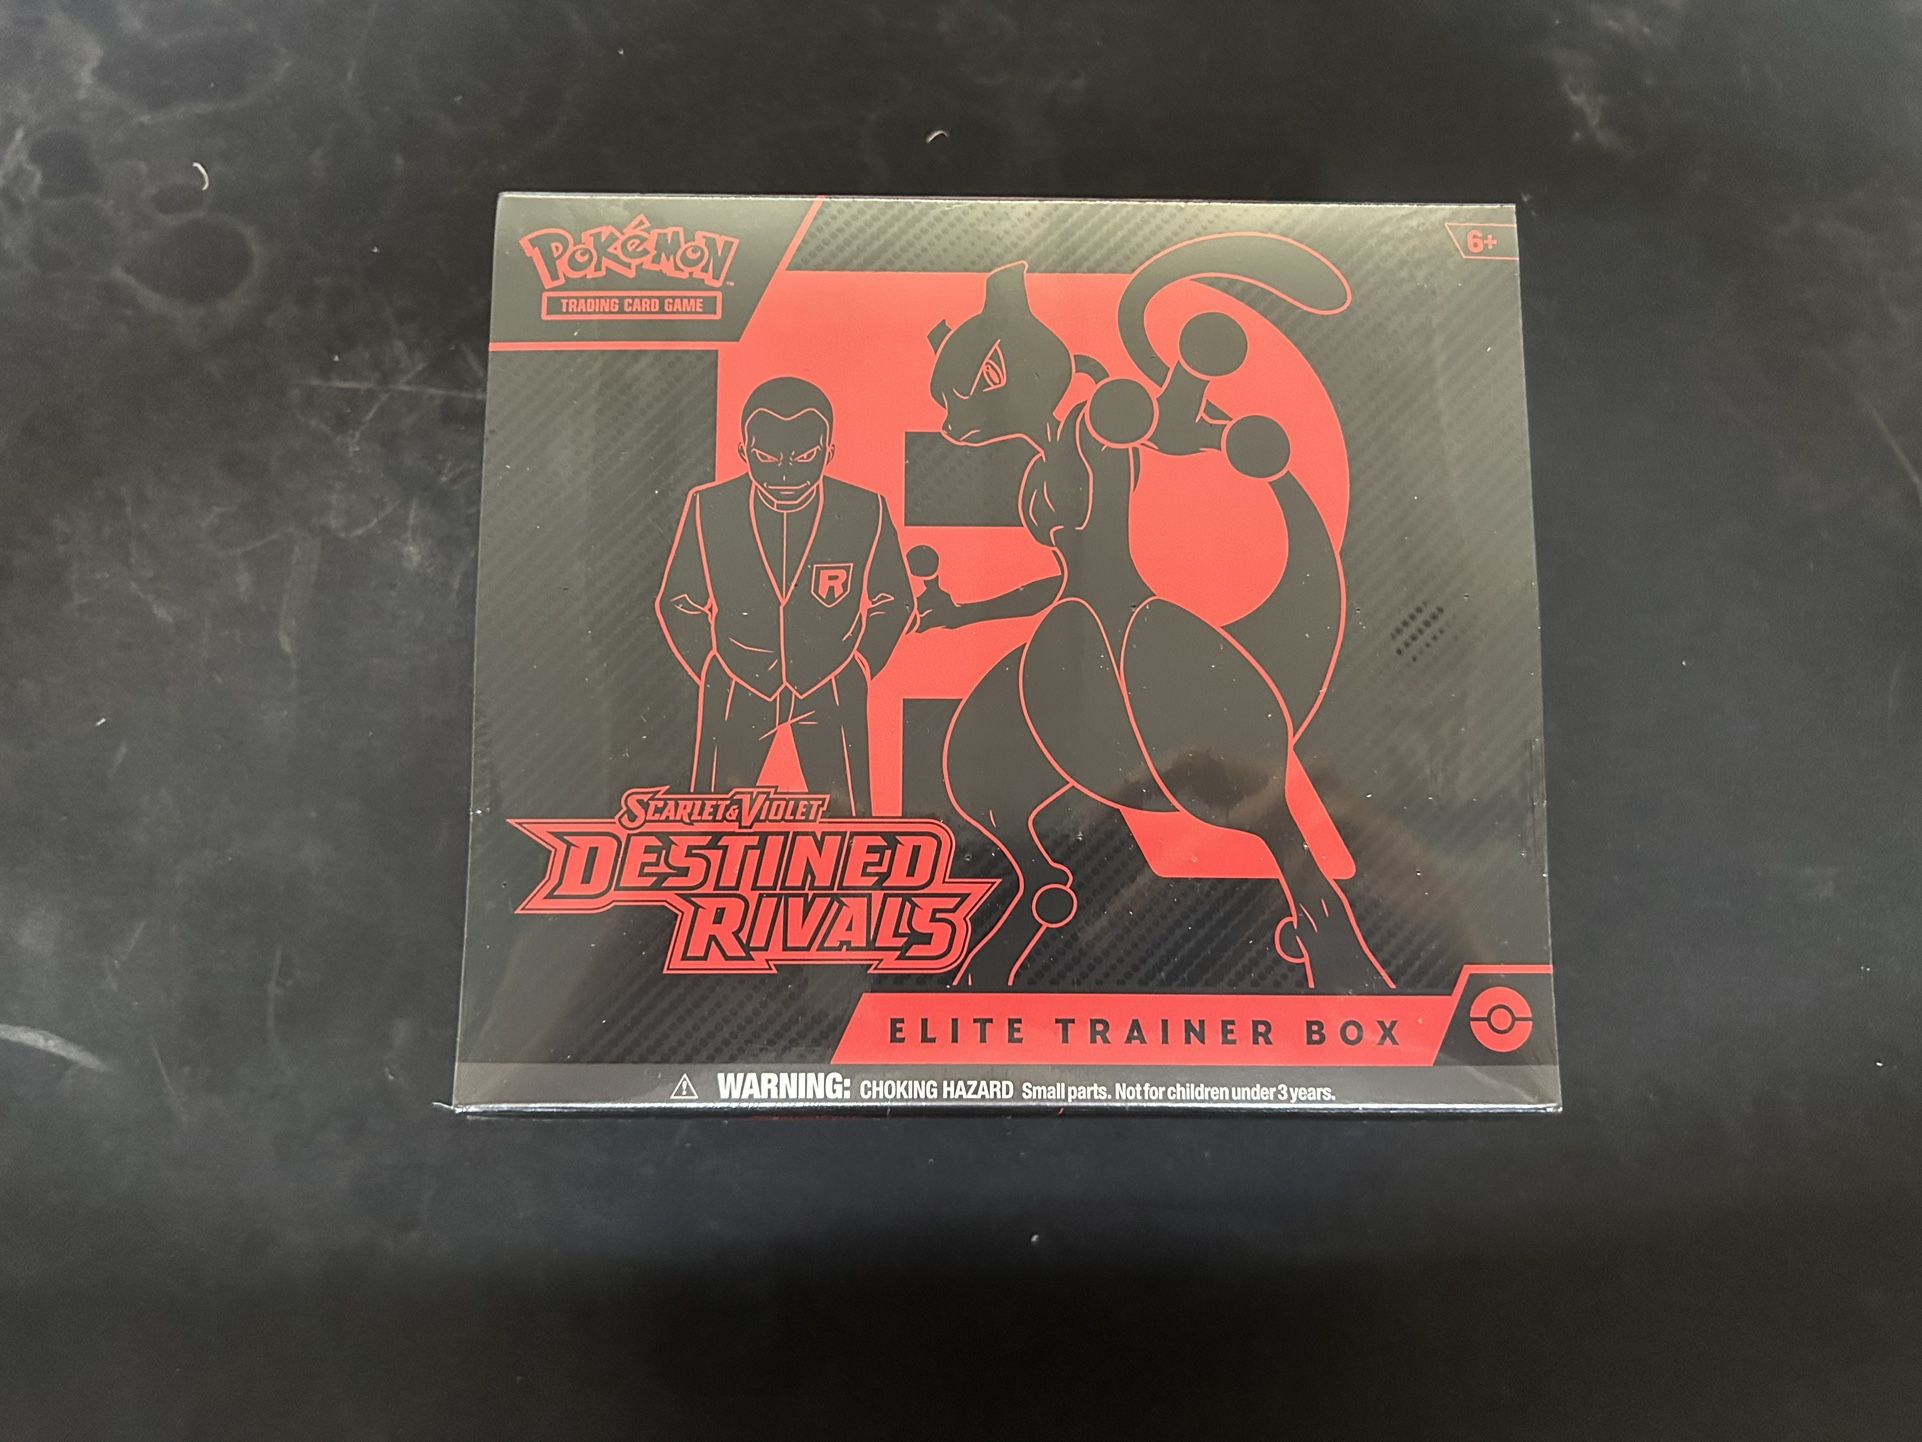 POKéMON™
TRADING CARD GAME
6+
R
SCARLET & VIOLET
DESTINED
RIVALS
ELITE TRAINER BOX
⚠ WARNING: CHOKING HAZARD Small parts. Not for children under 3 years.